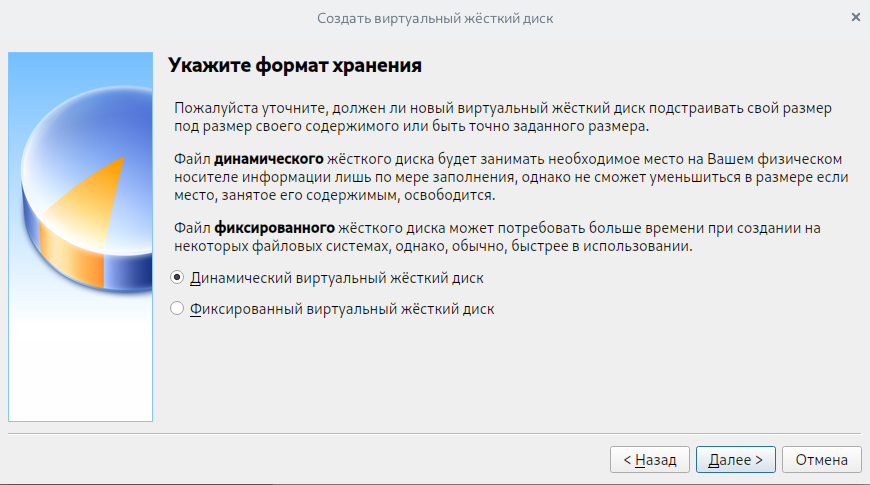 Создать виртуальный жёсткий диск
Укажите формат хранения
Пожалуйста уточните, должен ли новый виртуальный жёсткий диск подстраивать свой размер
под размер своего содержимого или быть точно заданного размера.
Файл динамического жёсткого диска будет занимать необходимое место на Вашем физическом
носителе информации лишь по мере заполнения, однако не сможет уменьшиться в размере если
место, занятое его содержимым, освободится.
Файл фиксированного жёсткого диска может потребовать больше времени при создании на
некоторых файловых системах, однако, обычно, быстрее в использовании.
Динамический виртуальный жёсткий диск
Фиксированный виртуальный жёсткий диск
< Назад Далее > Отмена